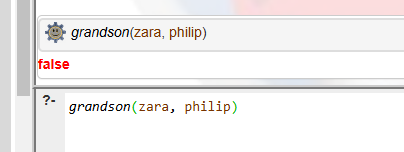 grandson(zara, philip)
false
?- grandson(zara, philip)